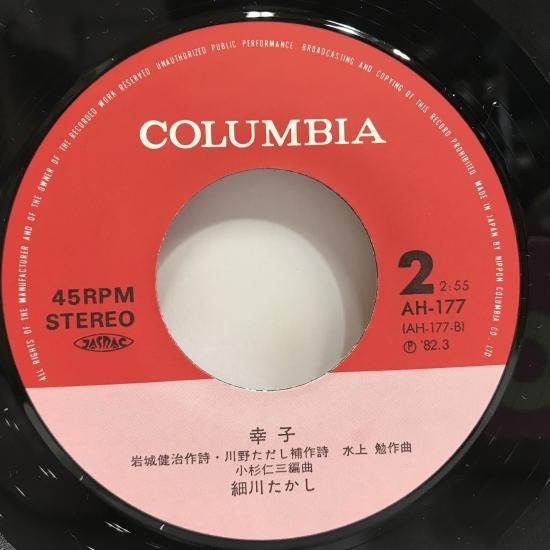 ALL RIGHTS OF THE MANUFACTURER AND OF THE OWNER OF THE RECORDED WORK RESERVED UNAUTHORIZED PUBLIC PERFORMANCE. BROADCASTING AND COPYING OF THIS RECORD PROHIBITED MADE IN JAPAN BY NIPPON COLUMBIA CO., LTD.
COLUMBIA
45RPM
STEREO
JASRAC
2 2:55
AH-177
(AH-177-B)
Ⓟ '82.3
幸子
岩城健治作詩・川野ただし補作詩 水上 勉作曲
小杉仁三編曲
細川たかし